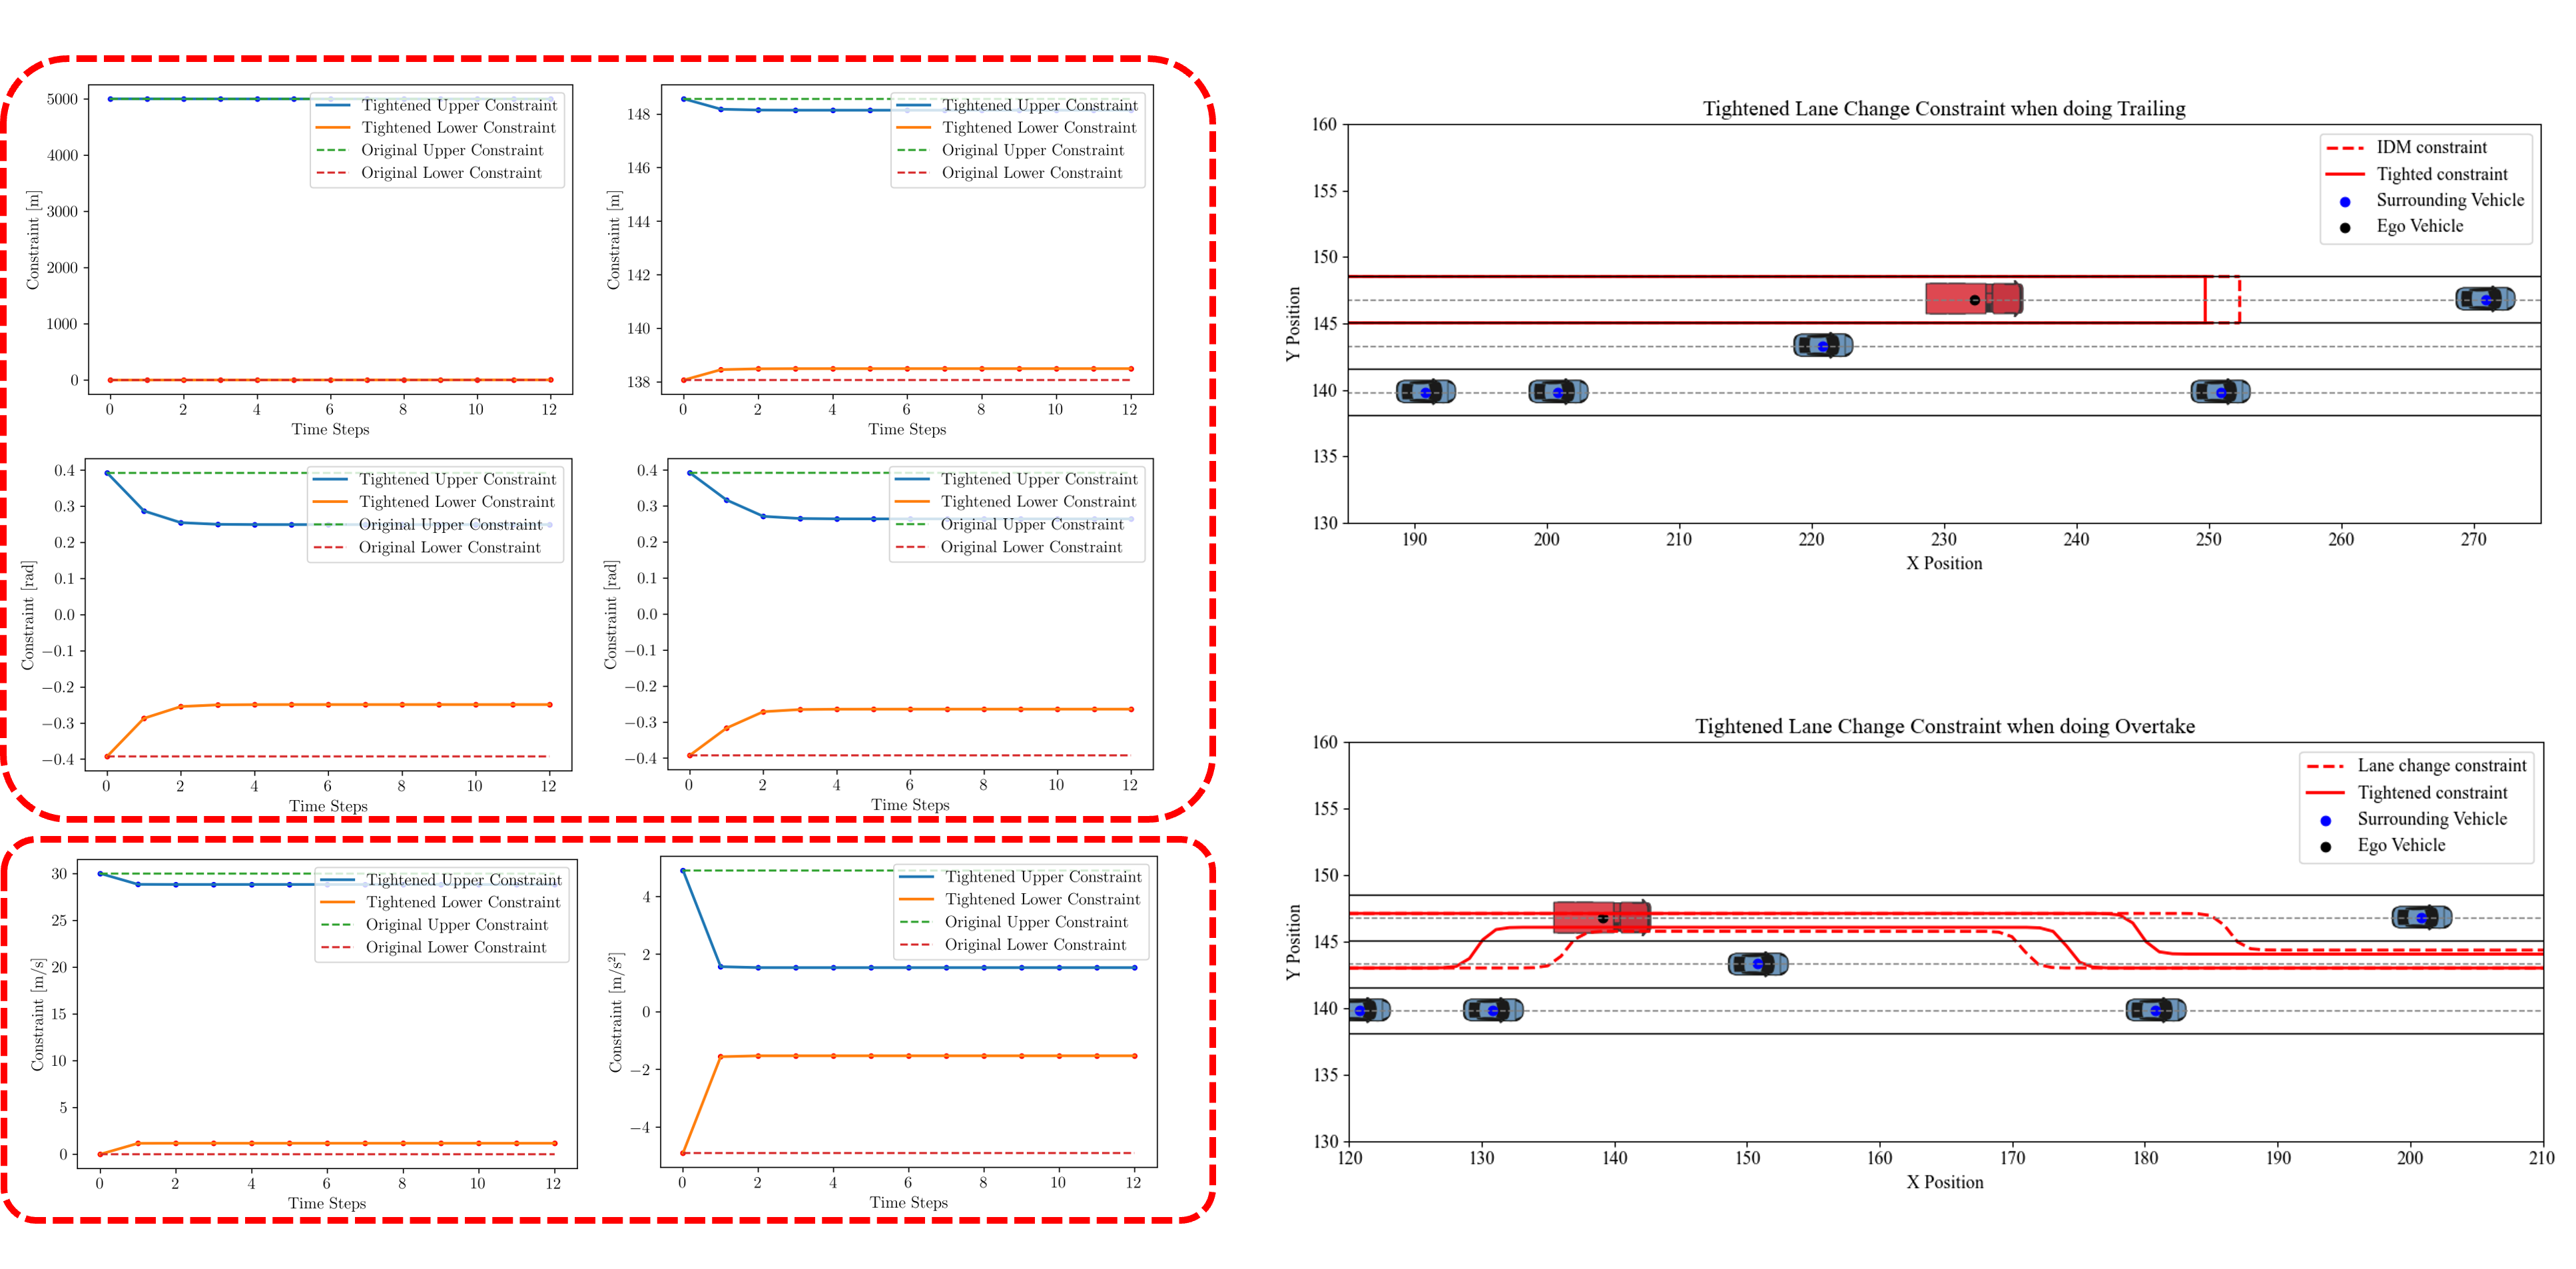 5000
4000
3000
2000
1000
0
Constraint [m]
0 2 4 6 8 10 12
Time Steps
Tightened Upper Constraint
Tightened Lower Constraint
Original Upper Constraint
Original Lower Constraint
148
146
144
142
140
138
Constraint [m]
0 2 4 6 8 10 12
Time Steps
Tightened Upper Constraint
Tightened Lower Constraint
Original Upper Constraint
Original Lower Constraint
0.4
0.3
0.2
0.1
0.0
−0.1
−0.2
−0.3
−0.4
Constraint [rad]
0 2 4 6 8 10 12
Time Steps
Tightened Upper Constraint
Tightened Lower Constraint
Original Upper Constraint
Original Lower Constraint
0.4
0.3
0.2
0.1
0.0
−0.1
−0.2
−0.3
−0.4
Constraint [rad]
0 2 4 6 8 10 12
Time Steps
Tightened Upper Constraint
Tightened Lower Constraint
Original Upper Constraint
Original Lower Constraint
30
25
20
15
10
5
0
Constraint [m/s]
0 2 4 6 8 10 12
Time Steps
Tightened Upper Constraint
Tightened Lower Constraint
Original Upper Constraint
Original Lower Constraint
4
2
0
−2
−4
Constraint [m/s²]
0 2 4 6 8 10 12
Time Steps
Tightened Upper Constraint
Tightened Lower Constraint
Original Upper Constraint
Original Lower Constraint
Tightened Lane Change Constraint when doing Trailing
160
155
150
145
140
135
130
Y Position
190 200 210 220 230 240 250 260 270
X Position
IDM constraint
Tighted constraint
Surrounding Vehicle
Ego Vehicle
Tightened Lane Change Constraint when doing Overtake
160
155
150
145
140
135
130
Y Position
120 130 140 150 160 170 180 190 200 210
X Position
Lane change constraint
Tightened constraint
Surrounding Vehicle
Ego Vehicle